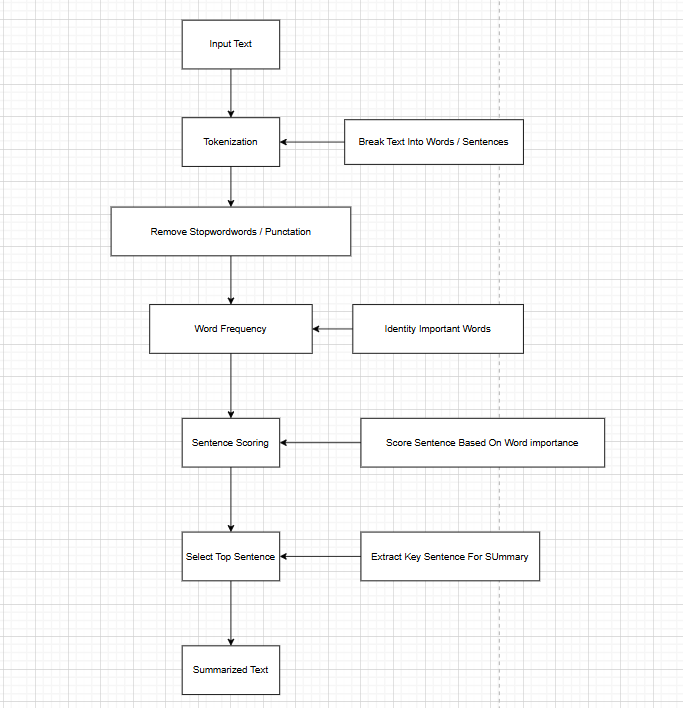 Input Text
Tokenization
Break Text Into Words / Sentences
Remove Stopwordwords / Punctation
Word Frequency
Identity Important Words
Sentence Scoring
Score Sentence Based On Word importance
Select Top Sentence
Extract Key Sentence For SUmmary
Summarized Text